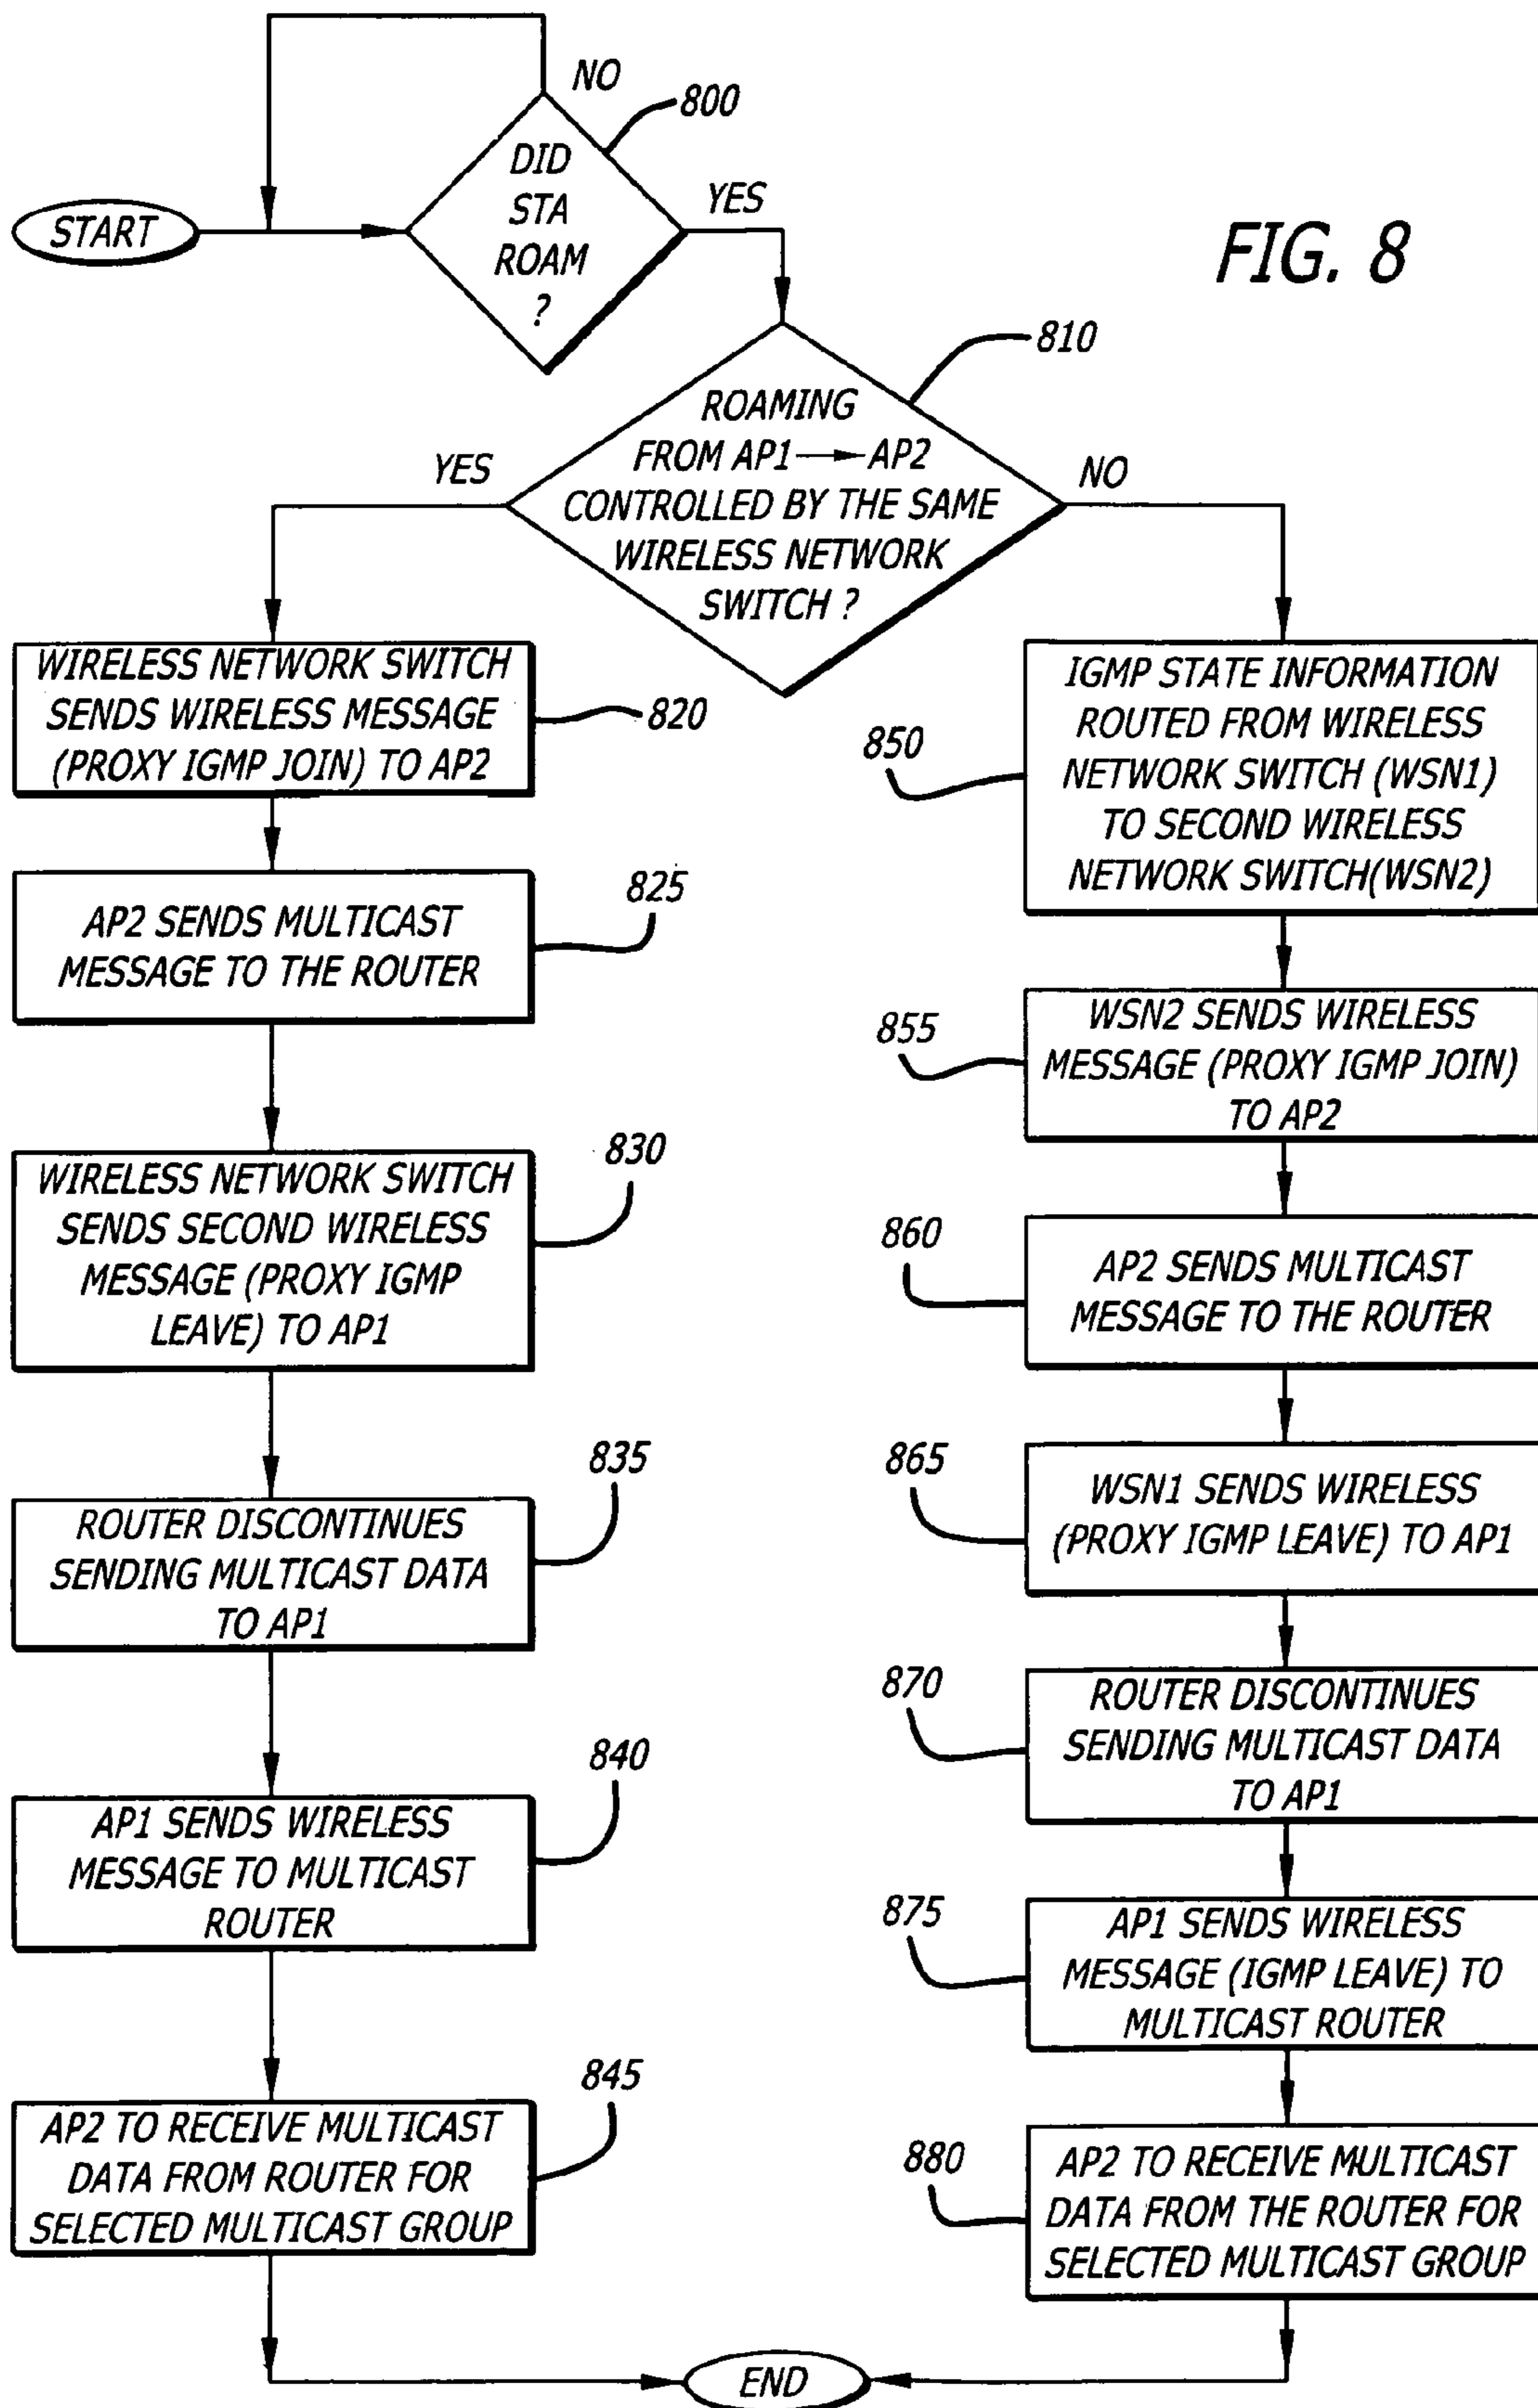 NO
800
DID
STA
ROAM
?
YES
START
FIG. 8
810
ROAMING
FROM AP1 → AP2
CONTROLLED BY THE SAME
WIRELESS NETWORK
SWITCH ?
YES
NO
WIRELESS NETWORK SWITCH
SENDS WIRELESS MESSAGE
(PROXY IGMP JOIN) TO AP2
820
AP2 SENDS MULTICAST
MESSAGE TO THE ROUTER
825
WIRELESS NETWORK SWITCH
SENDS SECOND WIRELESS
MESSAGE (PROXY IGMP
LEAVE) TO AP1
830
ROUTER DISCONTINUES
SENDING MULTICAST DATA
TO AP1
835
AP1 SENDS WIRELESS
MESSAGE TO MULTICAST
ROUTER
840
AP2 TO RECEIVE MULTICAST
DATA FROM ROUTER FOR
SELECTED MULTICAST GROUP
845
IGMP STATE INFORMATION
ROUTED FROM WIRELESS
NETWORK SWITCH (WSN1)
TO SECOND WIRELESS
NETWORK SWITCH(WSN2)
850
WSN2 SENDS WIRELESS
MESSAGE (PROXY IGMP JOIN)
TO AP2
855
AP2 SENDS MULTICAST
MESSAGE TO THE ROUTER
860
WSN1 SENDS WIRELESS
(PROXY IGMP LEAVE) TO AP1
865
ROUTER DISCONTINUES
SENDING MULTICAST DATA
TO AP1
870
AP1 SENDS WIRELESS
MESSAGE (IGMP LEAVE) TO
MULTICAST ROUTER
875
AP2 TO RECEIVE MULTICAST
DATA FROM THE ROUTER FOR
SELECTED MULTICAST GROUP
880
END